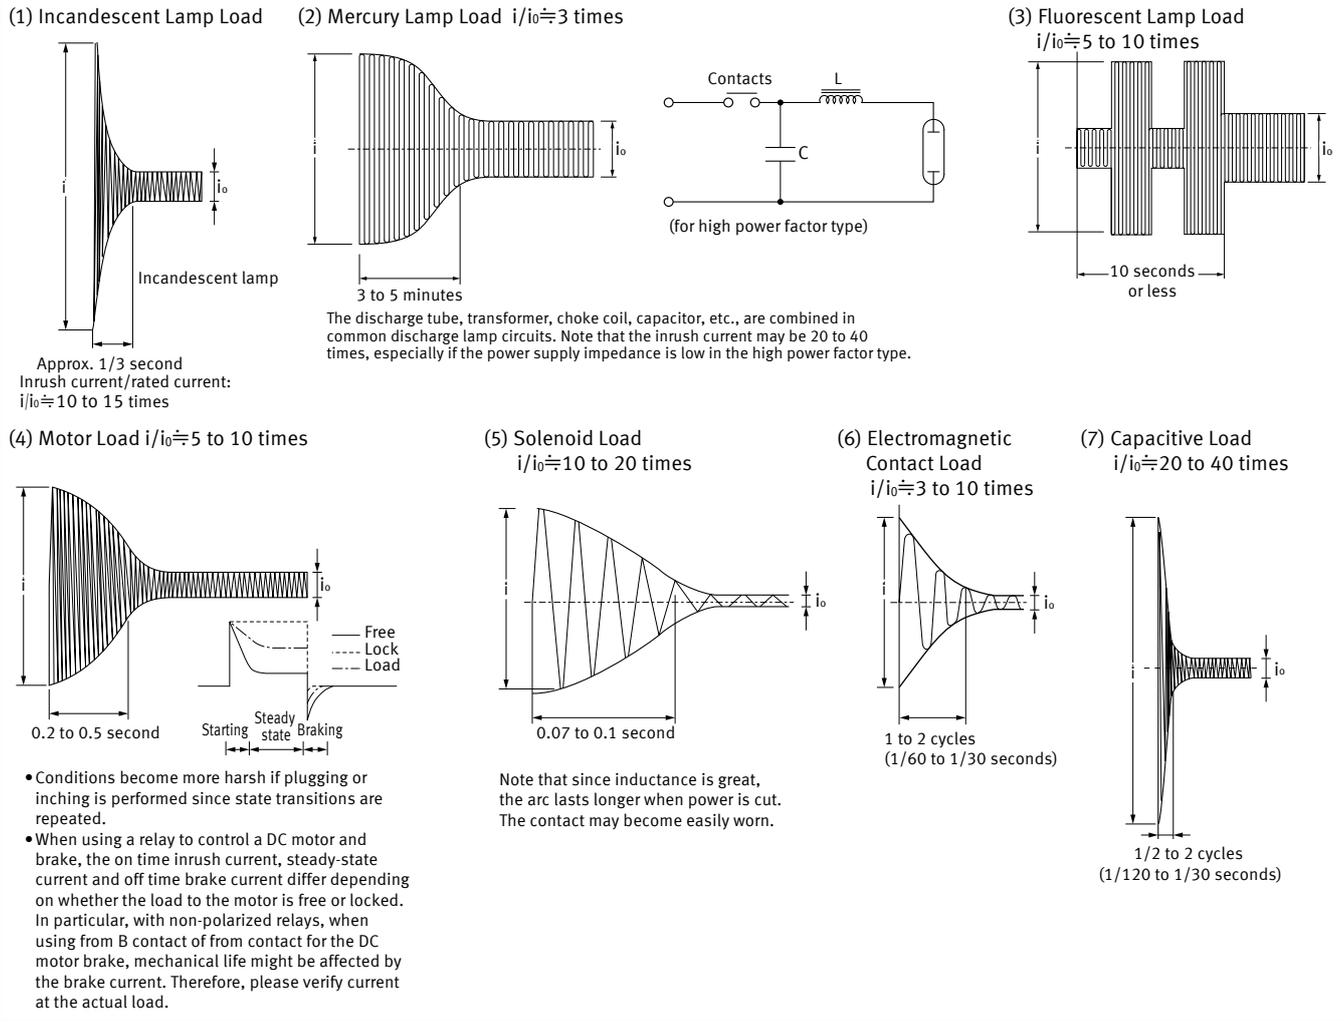 (1) Incandescent Lamp Load
i
i₀
Incandescent lamp
Approx. 1/3 second
Inrush current/rated current:
i/i₀≒10 to 15 times
(2) Mercury Lamp Load i/i₀≒3 times
i
i₀
3 to 5 minutes
Contacts
L
C
(for high power factor type)
The discharge tube, transformer, choke coil, capacitor, etc., are combined in
common discharge lamp circuits. Note that the inrush current may be 20 to 40
times, especially if the power supply impedance is low in the high power factor type.
(3) Fluorescent Lamp Load
i/i₀≒5 to 10 times
i
i₀
10 seconds
or less
(4) Motor Load i/i₀≒5 to 10 times
i
i₀
0.2 to 0.5 second
Free
Lock
Load
Starting
Steady
state
Braking
•Conditions become more harsh if plugging or
inching is performed since state transitions are
repeated.
•When using a relay to control a DC motor and
brake, the on time inrush current, steady-state
current and off time brake current differ depending
on whether the load to the motor is free or locked.
In particular, with non-polarized relays, when
using from B contact of from contact for the DC
motor brake, mechanical life might be affected by
the brake current. Therefore, please verify current
at the actual load.
(5) Solenoid Load
i/i₀≒10 to 20 times
i
i₀
0.07 to 0.1 second
Note that since inductance is great,
the arc lasts longer when power is cut.
The contact may become easily worn.
(6) Electromagnetic
Contact Load
i/i₀≒3 to 10 times
i
i₀
1 to 2 cycles
(1/60 to 1/30 seconds)
(7) Capacitive Load
i/i₀≒20 to 40 times
i
i₀
1/2 to 2 cycles
(1/120 to 1/30 seconds)